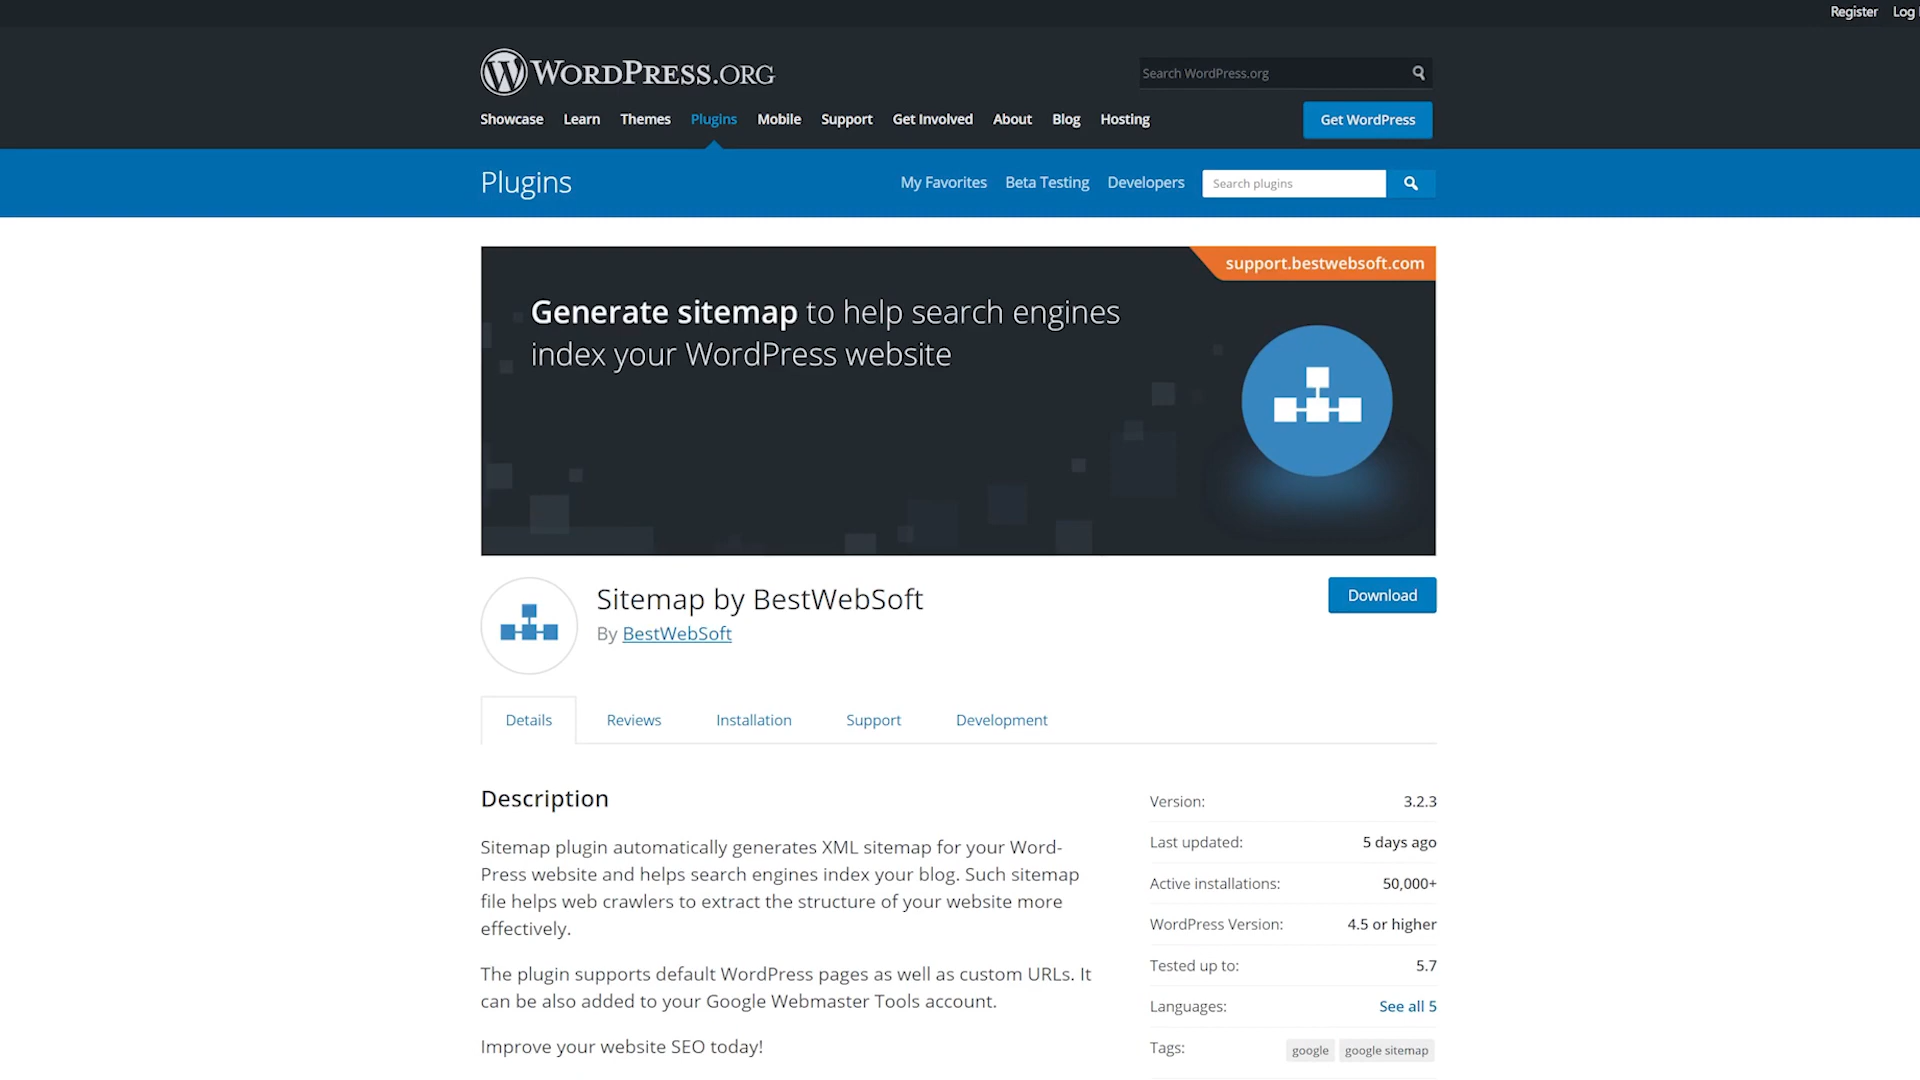 Register Log
WORDPRESS.ORG
Search WordPress.org
Showcase Learn Themes Plugins Mobile Support Get Involved About Blog Hosting
Get WordPress
Plugins
My Favorites Beta Testing Developers
Search plugins
support.bestwebsoft.com
Generate sitemap to help search engines
index your WordPress website
Sitemap by BestWebSoft
By BestWebSoft
Download
Details Reviews Installation Support Development
Description
Sitemap plugin automatically generates XML sitemap for your Word-
Press website and helps search engines index your blog. Such sitemap
file helps web crawlers to extract the structure of your website more
effectively.
The plugin supports default WordPress pages as well as custom URLs. It
can be also added to your Google Webmaster Tools account.
Improve your website SEO today!
Version: 3.2.3
Last updated: 5 days ago
Active installations: 50,000+
WordPress Version: 4.5 or higher
Tested up to: 5.7
Languages: See all 5
Tags: google google sitemap